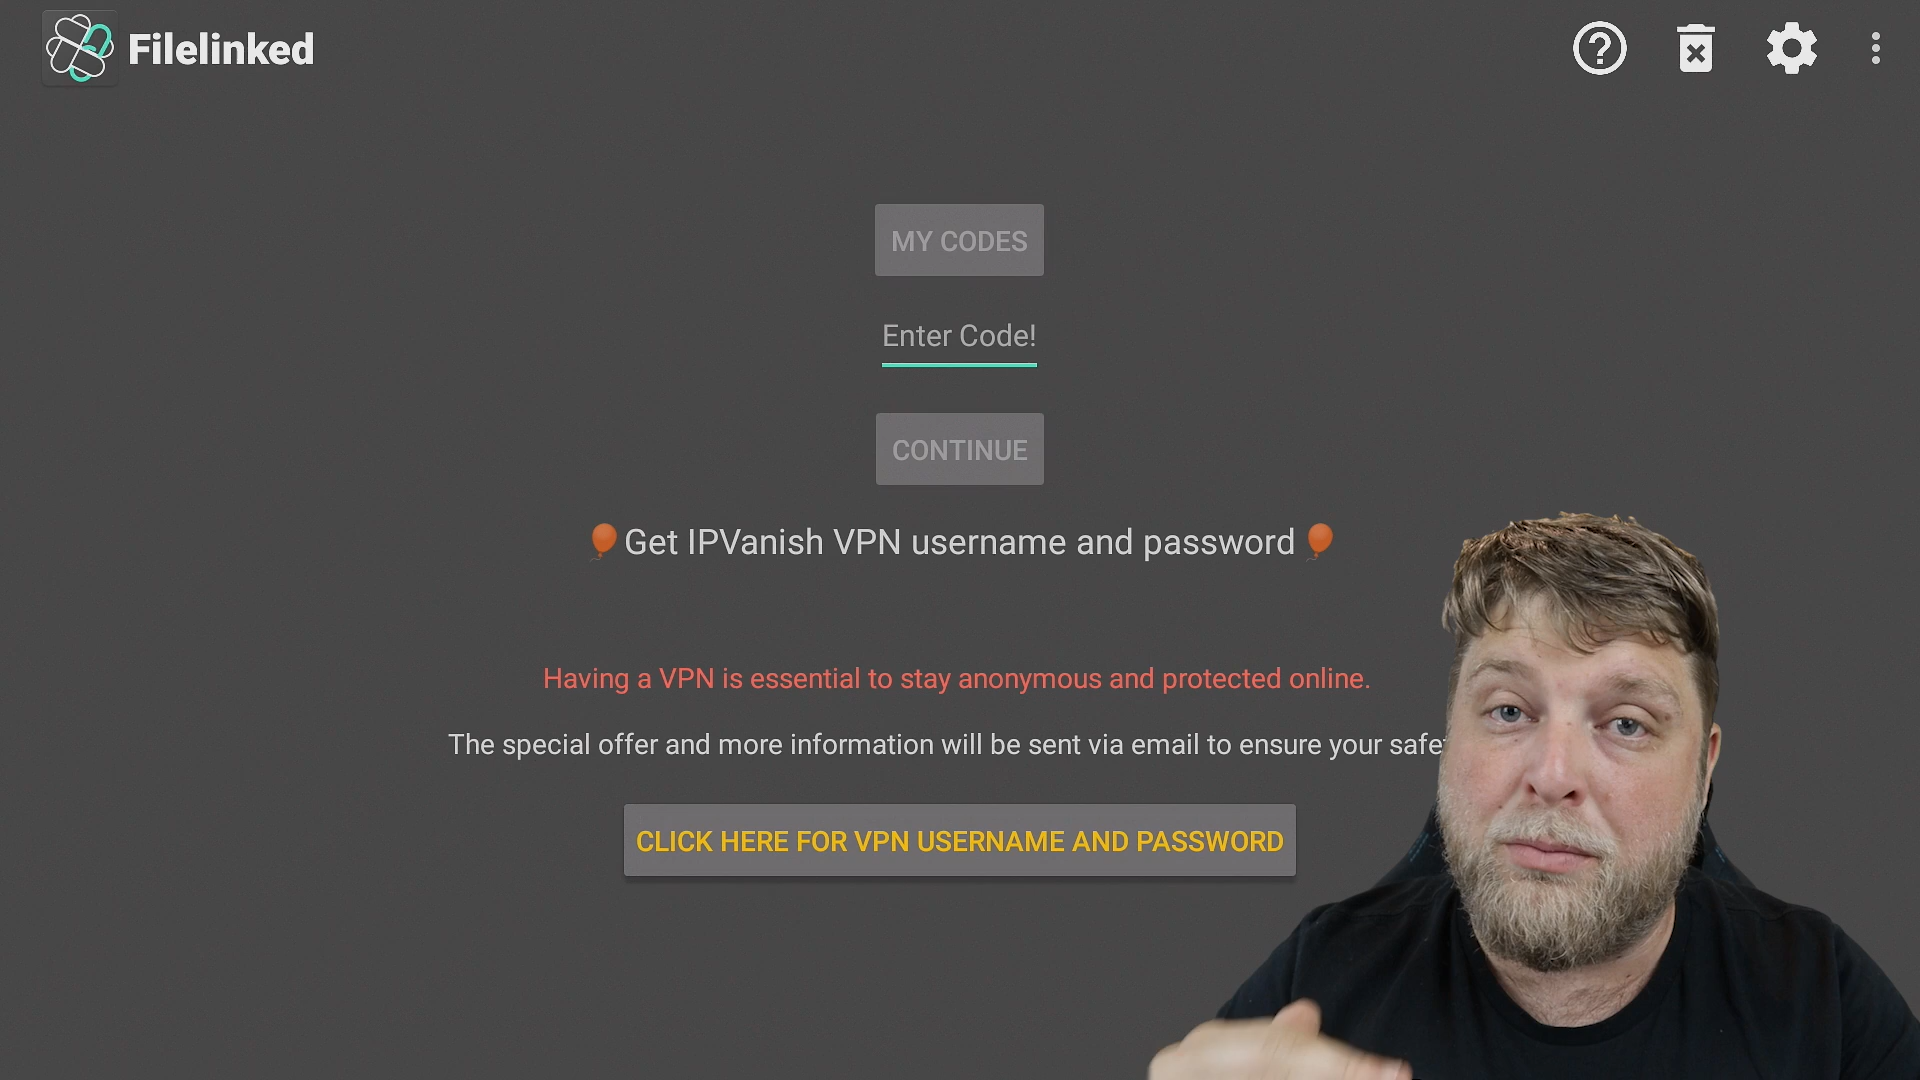 Filelinked
MY CODES
Enter Code!
CONTINUE
🎈Get IPVanish VPN username and password🎈
Having a VPN is essential to stay anonymous and protected online.
The special offer and more information will be sent via email to ensure your
CLICK HERE FOR VPN USERNAME AND PASSWORD